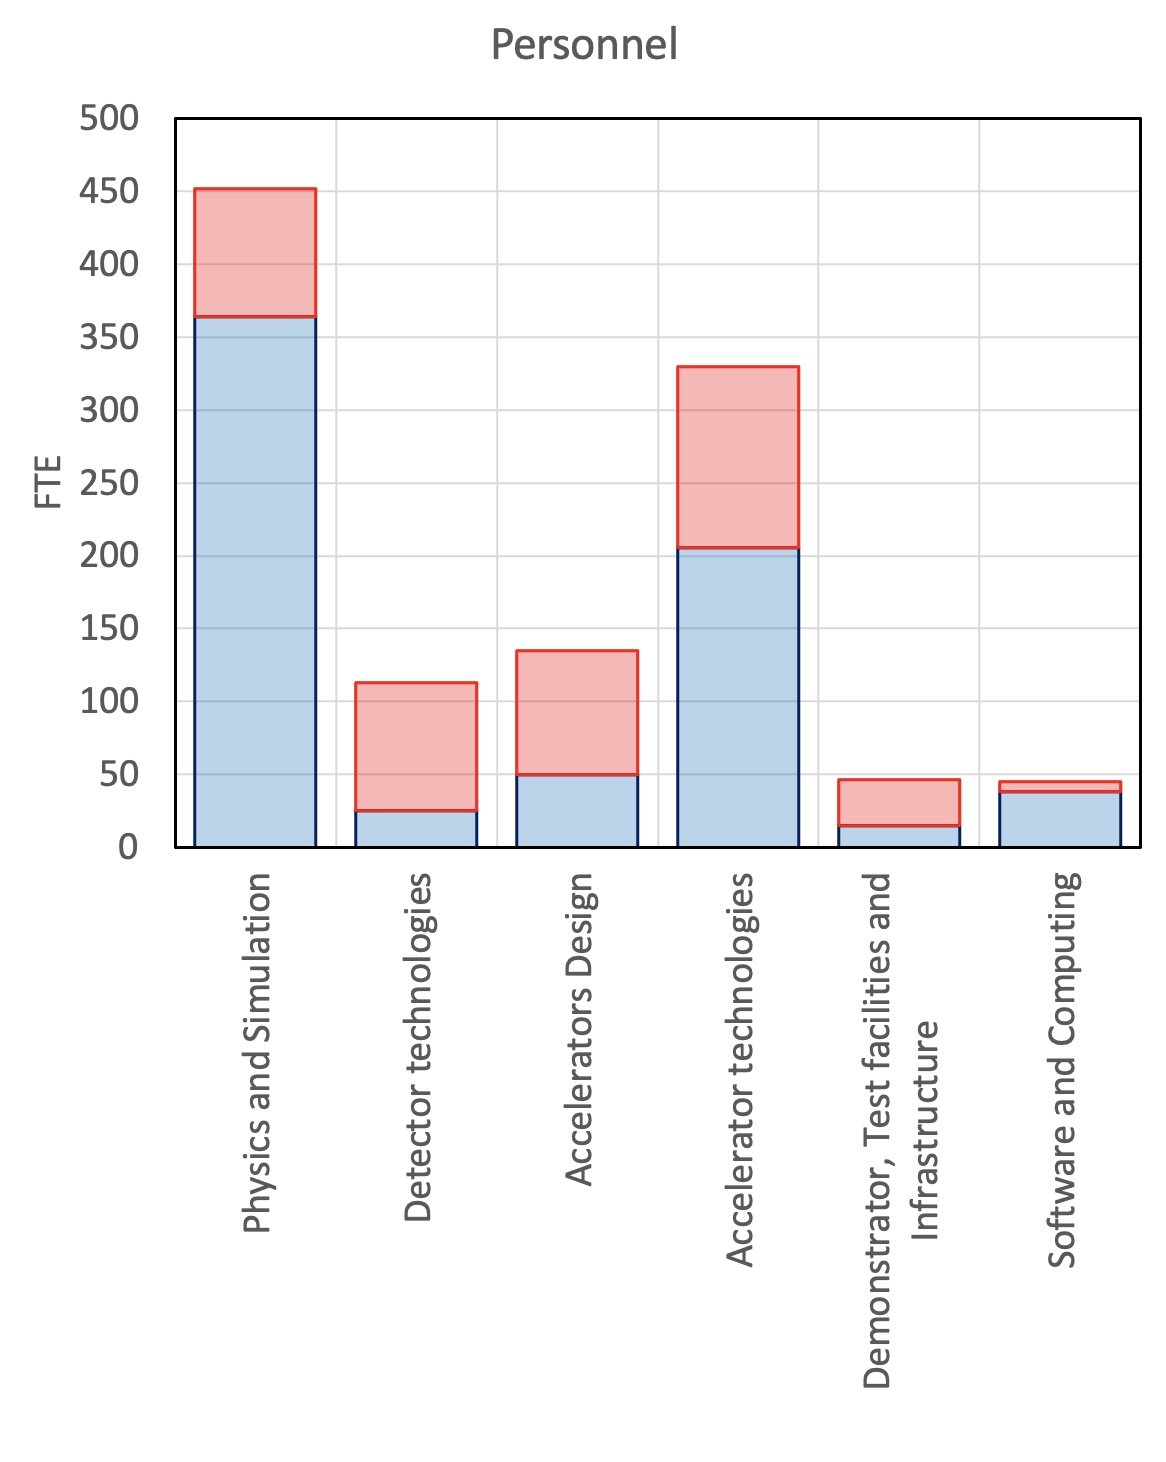 Personnel
500
450
400
350
300
250
200
150
100
50
0
FTE
Physics and Simulation
Detector technologies
Accelerators Design
Accelerator technologies
Demonstrator, Test facilities and
Infrastructure
Software and Computing